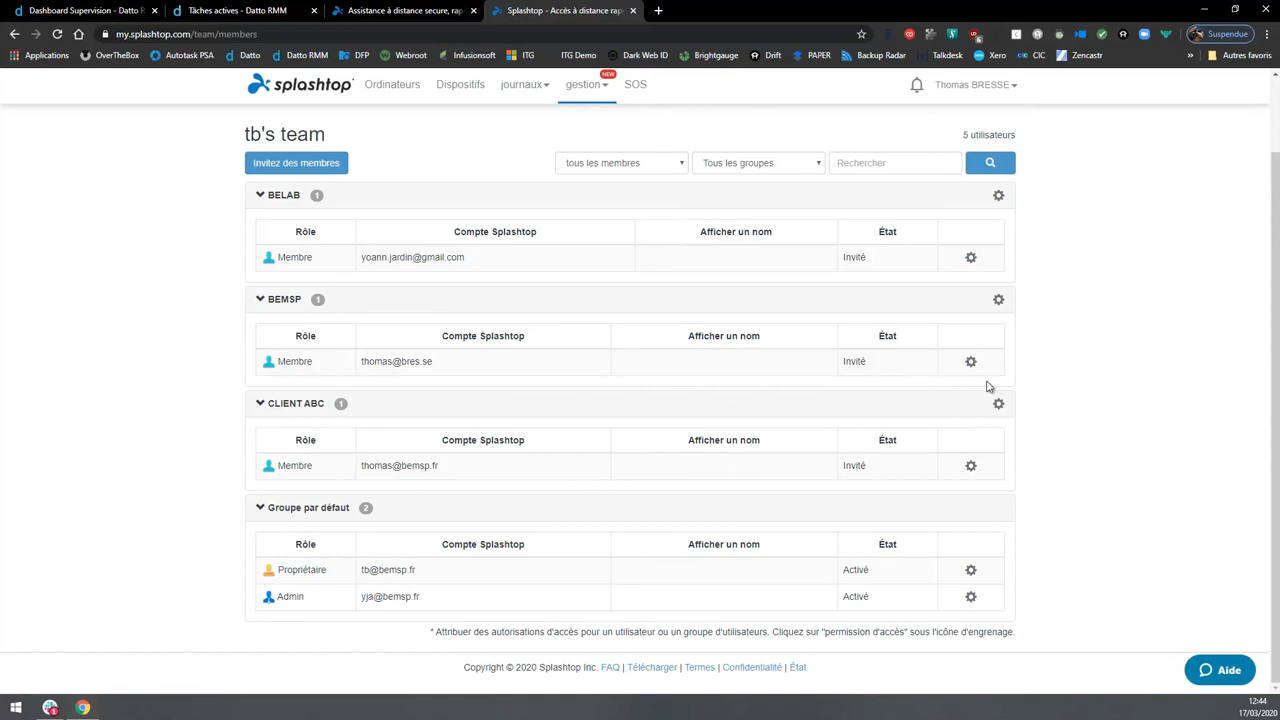 Dashboard Supervision - Datto R
Tâches actives - Datto RMM
Assistance à distance secure, rap
Splashtop - Accès à distance rap
my.splashtop.com/team/members
Suspendue
Applications
OverTheBox
Autotask PSA
Datto
Datto RMM
DFP
Webroot
Infusionsoft
ITG
ITG Demo
Dark Web ID
Brightgauge
Drift
PAPER
Backup Radar
Talkdesk
Xero
CIC
Zencastr
»
Autres favoris
splashtop
Ordinateurs
Dispositifs
journaux
gestion
NEW
SOS
Thomas BRESSE
tb's team
5 utilisateurs
Invitez des membres
tous les membres
Tous les groupes
Rechercher
BELAB 1
Rôle Compte Splashtop Afficher un nom État
Membre yoann.jardin@gmail.com Invité
BEMSP 1
Rôle Compte Splashtop Afficher un nom État
Membre thomas@bres.se Invité
CLIENT ABC 1
Rôle Compte Splashtop Afficher un nom État
Membre thomas@bemsp.fr Invité
Groupe par défaut 2
Rôle Compte Splashtop Afficher un nom État
Propriétaire tb@bemsp.fr Activé
Admin yja@bemsp.fr Activé
* Attribuer des autorisations d'accès pour un utilisateur ou un groupe d'utilisateurs. Cliquez sur "permission d'accès" sous l'icône d'engrenage.
Copyright © 2020 Splashtop Inc. FAQ | Télécharger | Termes | Confidentialité | État
Aide
12:44
17/03/2020